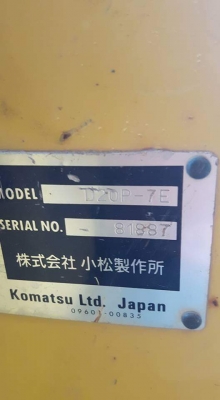 MODEL D20P-7E
SERIAL NO. 81887
株式会社 小松製作所
Komatsu Ltd. Japan
09601-00835